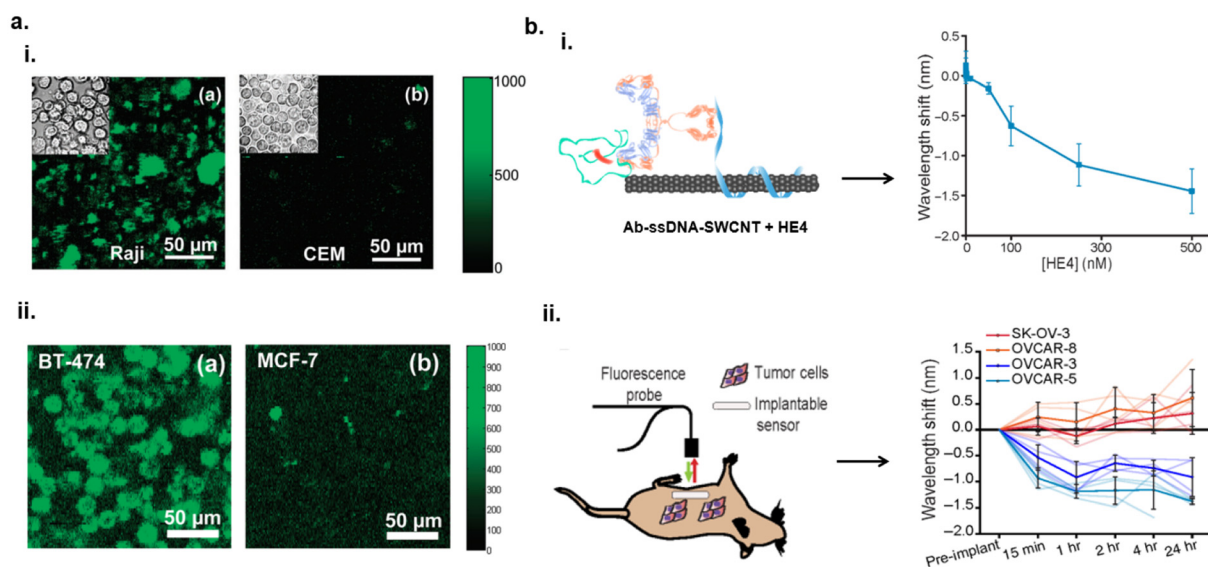 a.
i.
(a)
Raji
50 µm
(b)
CEM
50 µm
1000
500
0
ii.
BT-474
(a)
50 µm
MCF-7
(b)
50 µm
1000
900
800
700
600
500
400
300
200
100
0
b.
i.
Ab-ssDNA-SWCNT + HE4
Wavelength shift (nm)
0.5
0.0
−0.5
−1.0
−1.5
−2.0
0
100
300
500
[HE4] (nM)
ii.
Fluorescence
probe
Tumor cells
Implantable
sensor
SK-OV-3
OVCAR-8
OVCAR-3
OVCAR-5
Wavelength shift (nm)
1.5
1.0
0.5
0
−0.5
−1.0
−1.5
−2.0
Pre-implant
15 min
1 hr
2 hr
4 hr
24 hr